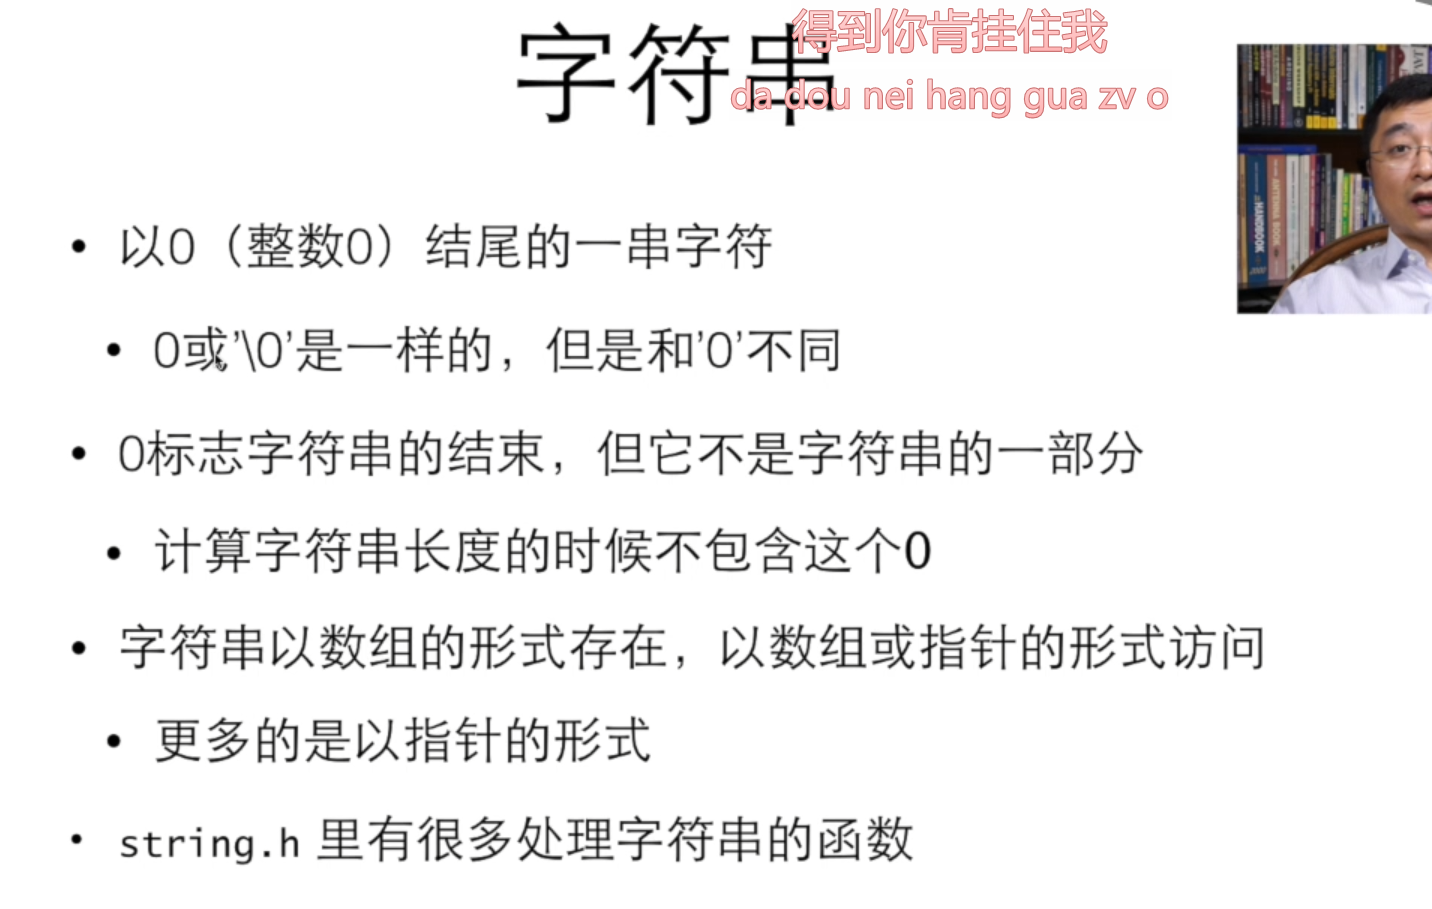 得到你肯挂住我
字符串
da dou nei hang gua zv o
以0（整数0）结尾的一串字符
0或’\0’是一样的，但是和’0’不同
0标志字符串的结束，但它不是字符串的一部分
计算字符串长度的时候不包含这个0
字符串以数组的形式存在，以数组或指针的形式访问
更多的是以指针的形式
string.h 里有很多处理字符串的函数
HANDBOOK
ANTENNA BOOK